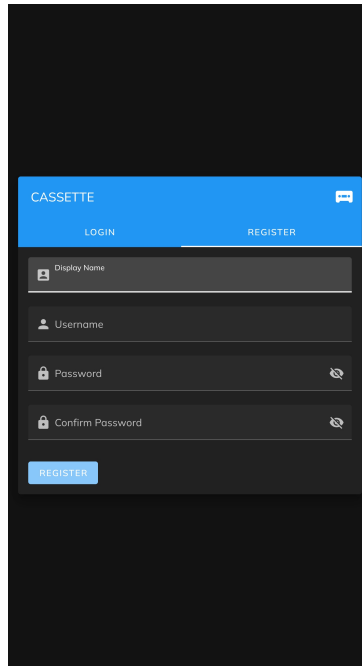 CASSETTE
LOGIN
REGISTER
Display Name
Username
Password
Confirm Password
REGISTER